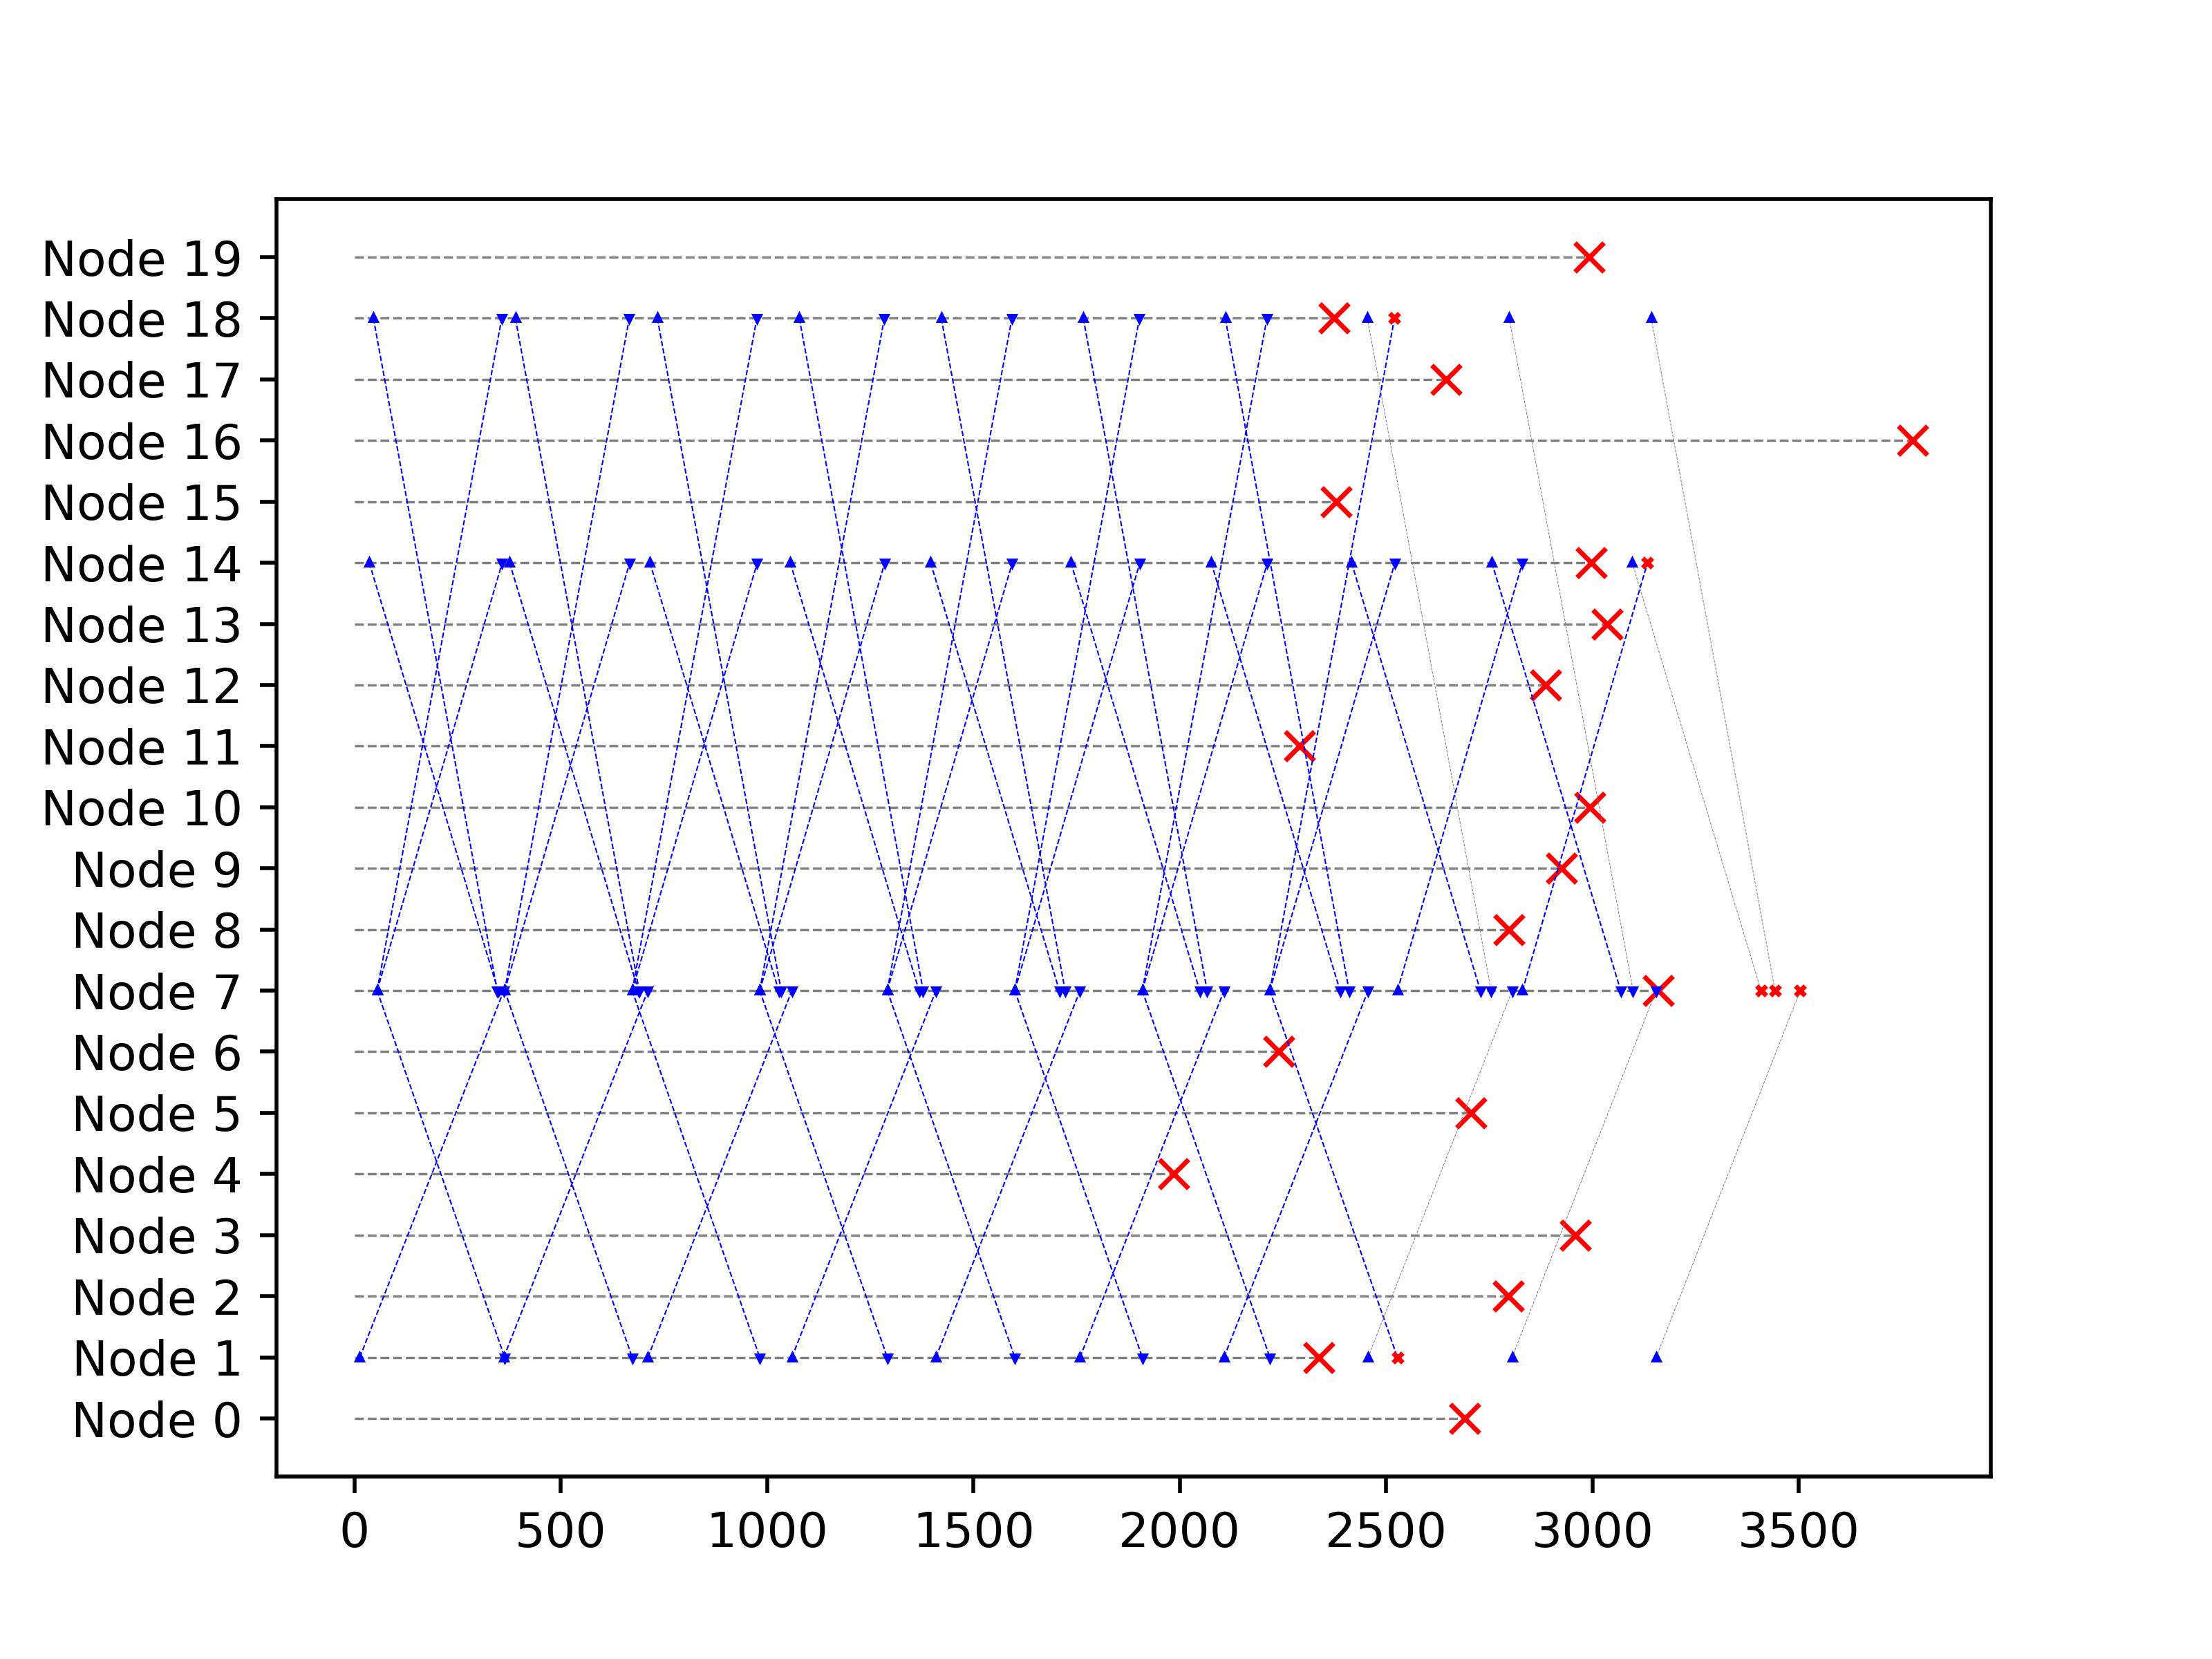 Node 19
Node 18
Node 17
Node 16
Node 15
Node 14
Node 13
Node 12
Node 11
Node 10
Node 9
Node 8
Node 7
Node 6
Node 5
Node 4
Node 3
Node 2
Node 1
Node 0
0 500 1000 1500 2000 2500 3000 3500